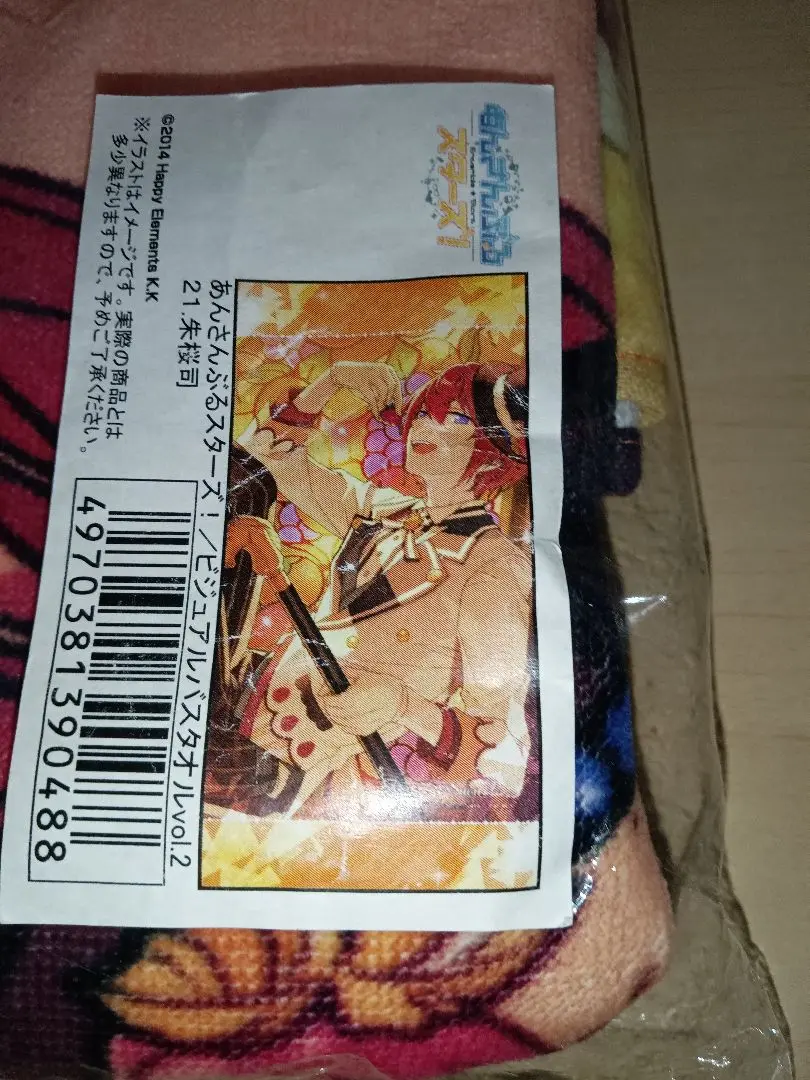 あんさんぶる
Ensemble Stars
スターズ!
あんさんぶるスターズ!/ビジュアルバスタオルvol.2
21.朱桜司
©2014 Happy Elements K.K
※イラストはイメージです。実際の商品とは
多少異なりますので、予めご了承ください。
4970381390488